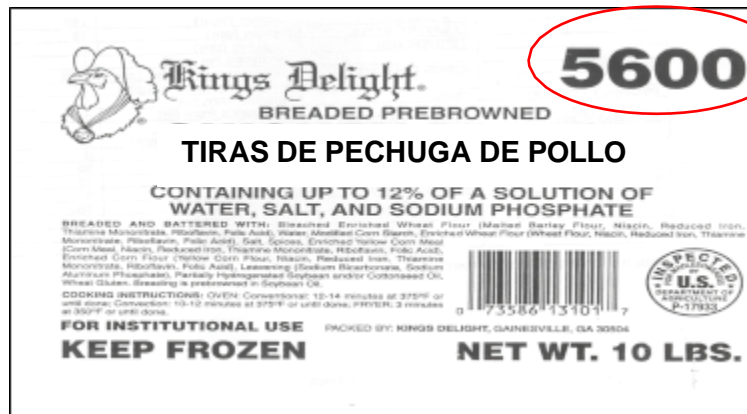 5600
Kings Delight.
BREADED PREBROWNED
TIRAS DE PECHUGA DE POLLO
CONTAINING UP TO 12% OF A SOLUTION OF
WATER, SALT, AND SODIUM PHOSPHATE
BREADED AND BATTERED WITH: Bleached Enriched Wheat Flour (Malted Barley Flour, Niacin, Reduced Iron,
Thiamine Mononitrate, Riboflavin, Folic Acid), Water, Modified Corn Starch, Enriched Wheat Flour (Wheat Flour, Niacin, Reduced Iron, Thiamine
Mononitrate, Riboflavin, Folic Acid), Salt, Spices, Enriched Yellow Corn Meal
(Corn Meal, Niacin, Reduced Iron, Thiamine Mononitrate, Riboflavin, Folic Acid),
Enriched Corn Flour (Yellow Corn Flour, Niacin, Reduced Iron, Thiamine
Mononitrate, Riboflavin, Folic Acid), Leavening (Sodium Bicarbonate, Sodium
Aluminum Phosphate), Partially Hydrogenated Soybean and/or Cottonseed Oil,
Wheat Gluten. Breading is prebrowned in Soybean Oil.
COOKING INSTRUCTIONS: OVEN: Conventional: 12-14 minutes at 375°F or
until done; Convection: 10-12 minutes at 375°F or until done; FRYER: 3 minutes
at 350°F or until done.
0 73586 13101 7
INSPECTED
U.S.
DEPARTMENT OF
AGRICULTURE
P-17933
FOR INSTITUTIONAL USE
PACKED BY: KINGS DELIGHT, GAINESVILLE, GA 30504
KEEP FROZEN
NET WT. 10 LBS.